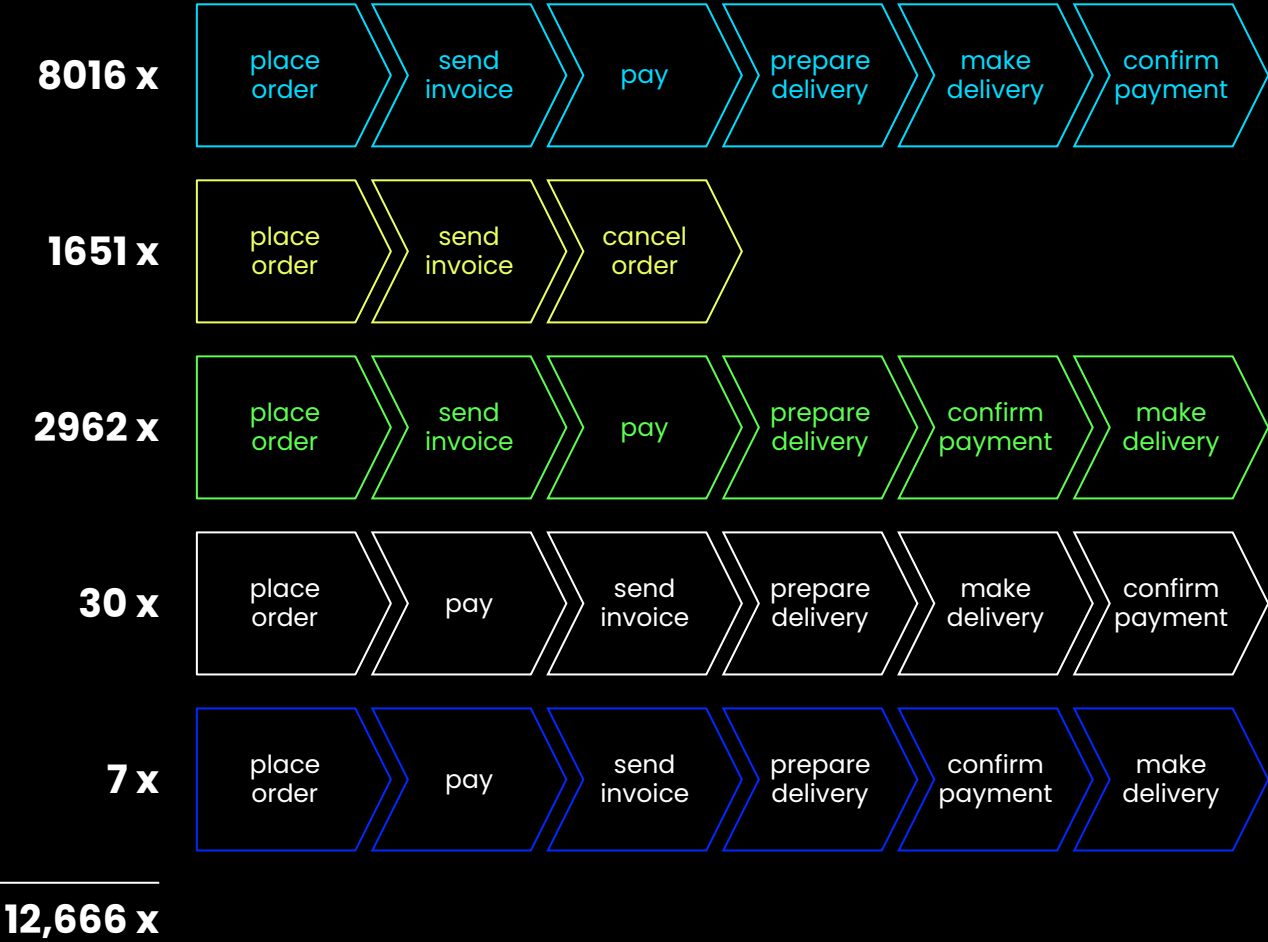 8016 x
place order
send invoice
pay
prepare delivery
make delivery
confirm payment
1651 x
place order
send invoice
cancel order
2962 x
place order
send invoice
pay
prepare delivery
confirm payment
make delivery
30 x
place order
pay
send invoice
prepare delivery
make delivery
confirm payment
7 x
place order
pay
send invoice
prepare delivery
confirm payment
make delivery
12,666 x